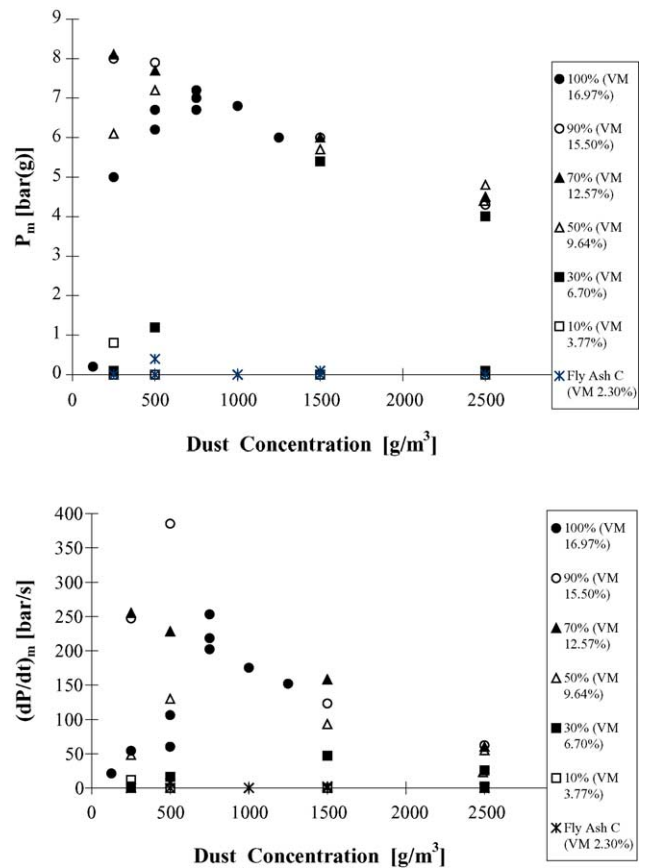 9
8
7
6
5
4
3
2
1
0
P_m [bar(g)]
0 500 1000 1500 2000 2500
Dust Concentration [g/m³]
100% (VM
16.97%)
90% (VM
15.50%)
70% (VM
12.57%)
50% (VM
9.64%)
30% (VM
6.70%)
10% (VM
3.77%)
Fly Ash C
(VM 2.30%)
400
350
300
250
200
150
100
50
0
(dP/dt)_m [bar/s]
0 500 1000 1500 2000 2500
Dust Concentration [g/m³]
100% (VM
16.97%)
90% (VM
15.50%)
70% (VM
12.57%)
50% (VM
9.64%)
30% (VM
6.70%)
10% (VM
3.77%)
Fly Ash C
(VM 2.30%)